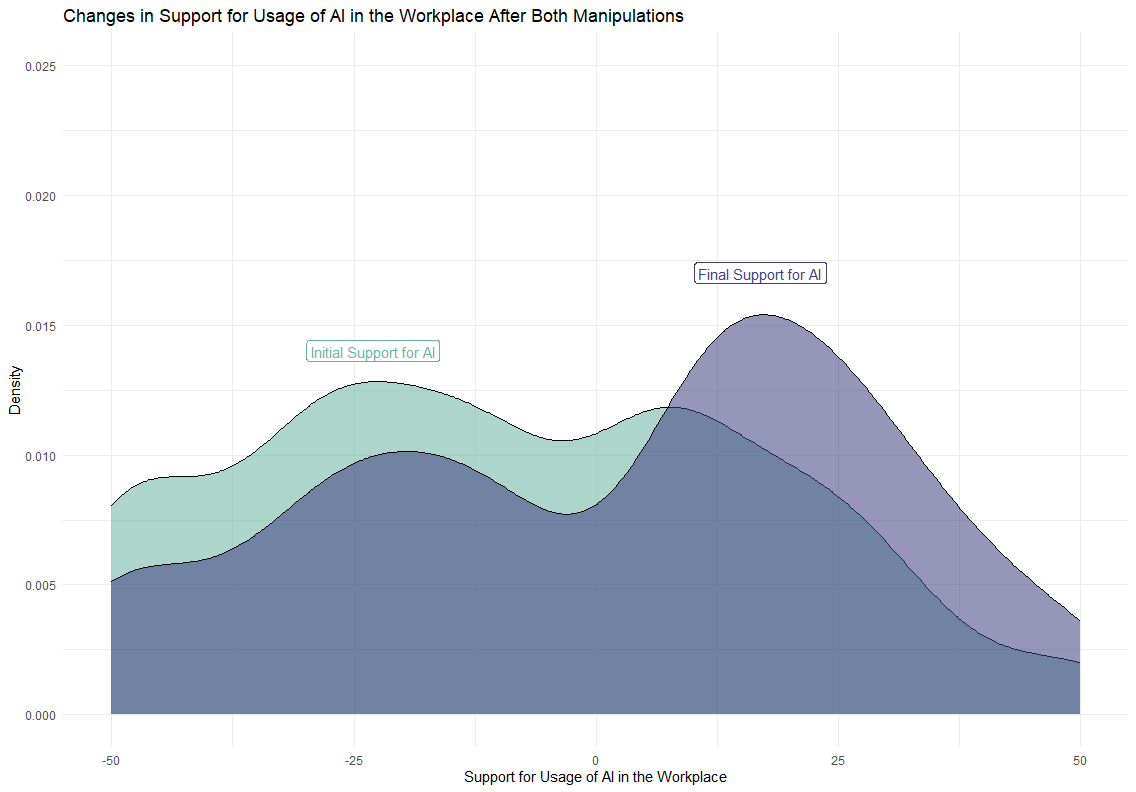 Changes in Support for Usage of AI in the Workplace After Both Manipulations
0.025
0.020
Final Support for AI
0.015
Initial Support for AI
Density
0.010
0.005
0.000
-50 -25 0 25 50
Support for Usage of AI in the Workplace